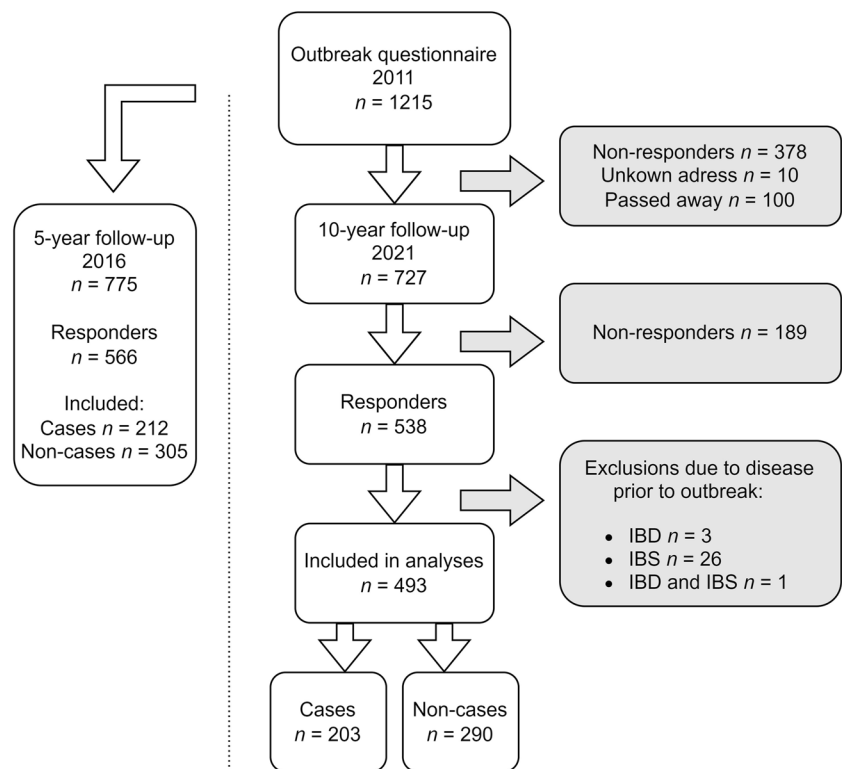 Outbreak questionnaire
2011
n = 1215
Non-responders n = 378
Unkown adress n = 10
Passed away n = 100
5-year follow-up
2016
n = 775
Responders
n = 566
Included:
Cases n = 212
Non-cases n = 305
10-year follow-up
2021
n = 727
Non-responders n = 189
Responders
n = 538
Exclusions due to disease
prior to outbreak:
• IBD n = 3
• IBS n = 26
• IBD and IBS n = 1
Included in analyses
n = 493
Cases
n = 203
Non-cases
n = 290